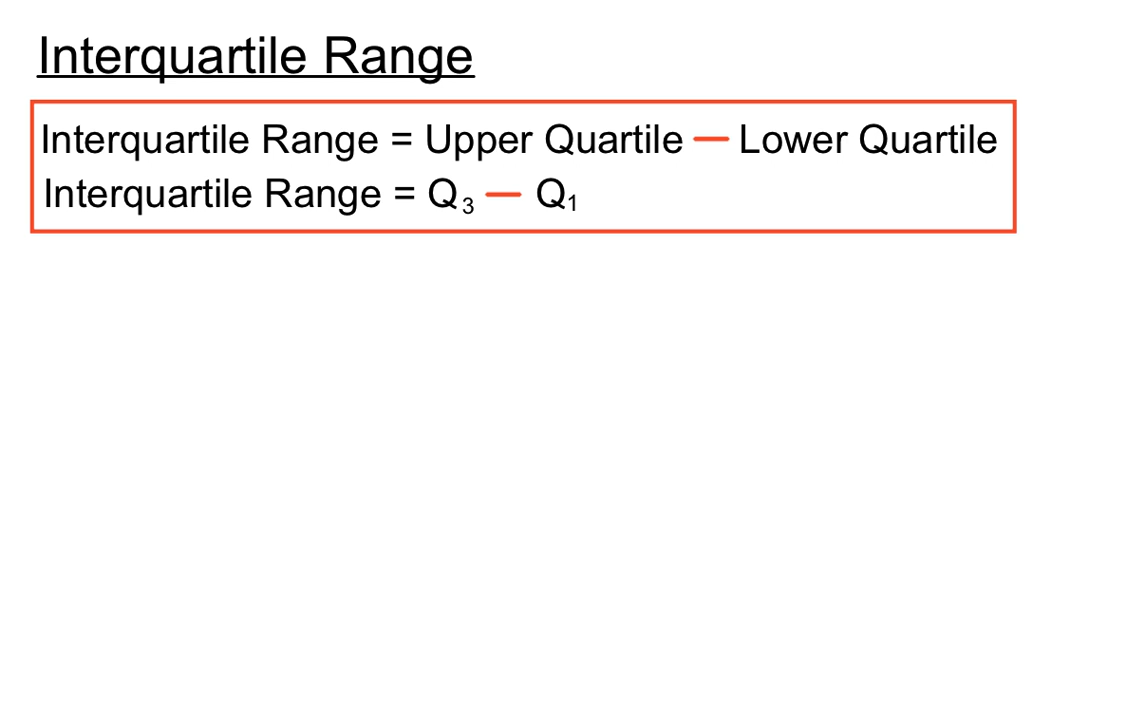 Interquartile Range
Interquartile Range = Upper Quartile — Lower Quartile
Interquartile Range = Q₃ — Q₁